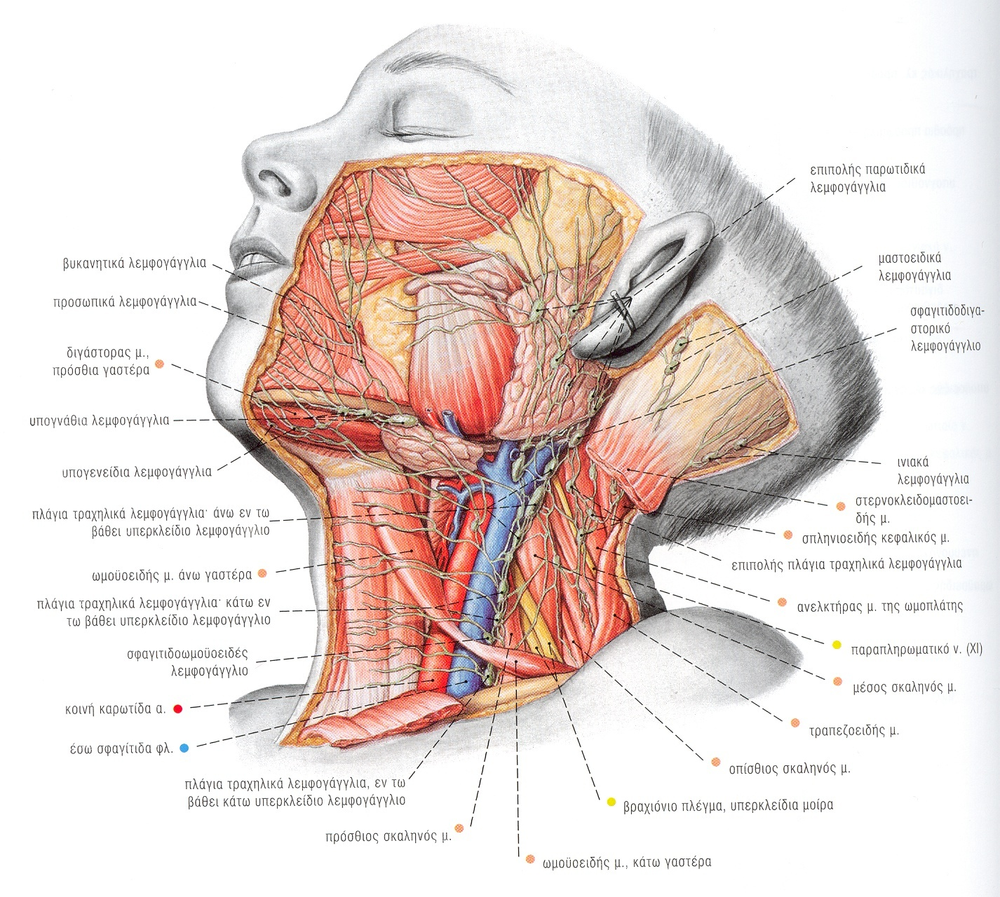 επιπολής παρωτιδικά
λεμφογάγγλια
μαστοειδικά
λεμφογάγγλια
σφαγιτιδοδιγα-
στορικό
λεμφογάγγλιο
ινιακά
λεμφογάγγλια
στερνοκλειδομαστοει-
δής μ.
σπληνιοειδής κεφαλικός μ.
επιπολής πλάγια τραχηλικά λεμφογάγγλια
ανελκτήρας μ. της ωμοπλάτης
παραπληρωματικό ν. (XI)
μέσος σκαληνός μ.
τραπεζοειδής μ.
οπίσθιος σκαληνός μ.
βραχιόνιο πλέγμα, υπερκλείδια μοίρα
ωμοϋοειδής μ., κάτω γαστέρα
βυκανητικά λεμφογάγγλια
προσωπικά λεμφογάγγλια
διγάστορας μ.,
πρόσθια γαστέρα
υπογνάθια λεμφογάγγλια
υπογενείδια λεμφογάγγλια
πλάγια τραχηλικά λεμφογάγγλια· άνω εν τω
βάθει υπερκλείδιο λεμφογάγγλιο
ωμοϋοειδής μ. άνω γαστέρα
πλάγια τραχηλικά λεμφογάγγλια· κάτω εν
τω βάθει υπερκλείδιο λεμφογάγγλιο
σφαγιτιδοωμοϋοειδές
λεμφογάγγλιο
κοινή καρωτίδα α.
έσω σφαγίτιδα φλ.
πλάγια τραχηλικά λεμφογάγγλια, εν τω
βάθει κάτω υπερκλείδιο λεμφογάγγλιο
πρόσθιος σκαληνός μ.